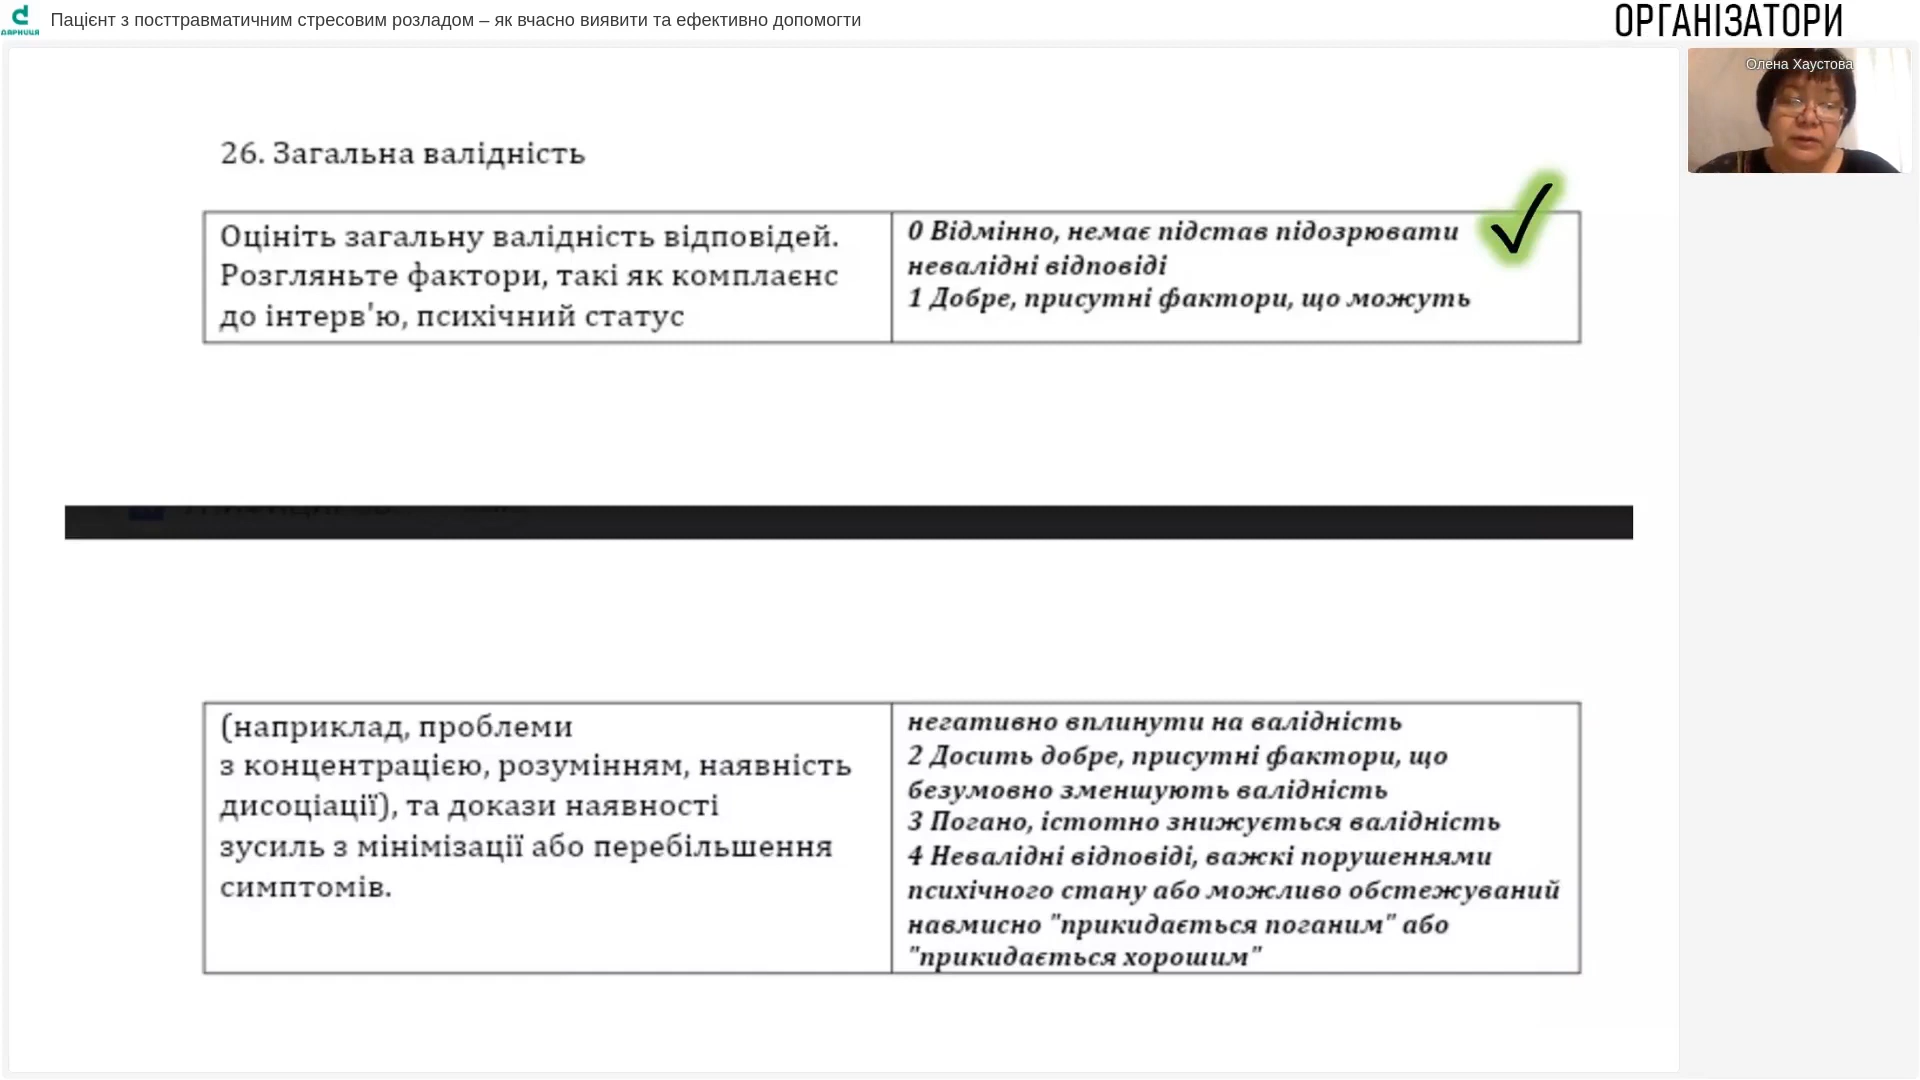 ДАРНИЦЯ
Пацієнт з посттравматичним стресовим розладом – як вчасно виявити та ефективно допомогти
ОРГАНІЗАТОРИ
Олена Хаустова
26. Загальна валідність
Оцініть загальну валідність відповідей.
Розгляньте фактори, такі як комплаєнс
до інтерв'ю, психічний статус
0 Відмінно, немає підстав підозрювати
невалідні відповіді
1 Добре, присутні фактори, що можуть
(наприклад, проблеми
з концентрацією, розумінням, наявність
дисоціації), та докази наявності
зусиль з мінімізації або перебільшення
симптомів.
негативно вплинути на валідність
2 Досить добре, присутні фактори, що
безумовно зменшують валідність
3 Погано, істотно знижується валідність
4 Невалідні відповіді, важкі порушеннями
психічного стану або можливо обстежуваний
навмисно "прикидається поганим" або
"прикидається хорошим"